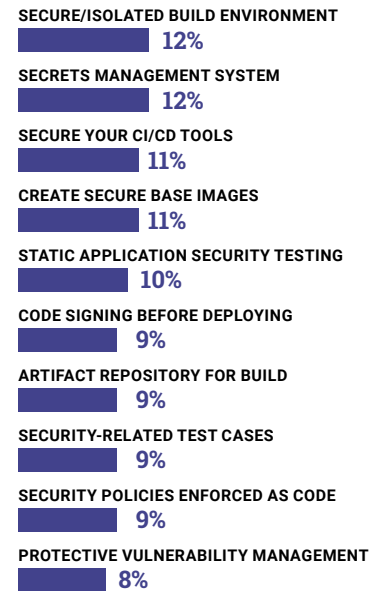 SECURE/ISOLATED BUILD ENVIRONMENT
12%
SECRETS MANAGEMENT SYSTEM
12%
SECURE YOUR CI/CD TOOLS
11%
CREATE SECURE BASE IMAGES
11%
STATIC APPLICATION SECURITY TESTING
10%
CODE SIGNING BEFORE DEPLOYING
9%
ARTIFACT REPOSITORY FOR BUILD
9%
SECURITY-RELATED TEST CASES
9%
SECURITY POLICIES ENFORCED AS CODE
9%
PROTECTIVE VULNERABILITY MANAGEMENT
8%